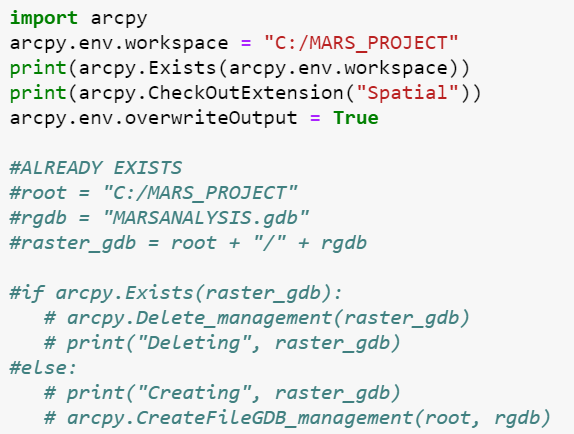 import arcpy
arcpy.env.workspace = "C:/MARS_PROJECT"
print(arcpy.Exists(arcpy.env.workspace))
print(arcpy.CheckOutExtension("Spatial"))
arcpy.env.overwriteOutput = True

#ALREADY EXISTS
#root = "C:/MARS_PROJECT"
#rgdb = "MARSANALYSIS.gdb"
#raster_gdb = root + "/" + rgdb

#if arcpy.Exists(raster_gdb):
   # arcpy.Delete_management(raster_gdb)
   # print("Deleting", raster_gdb)
#else:
   # print("Creating", raster_gdb)
   # arcpy.CreateFileGDB_management(root, rgdb)